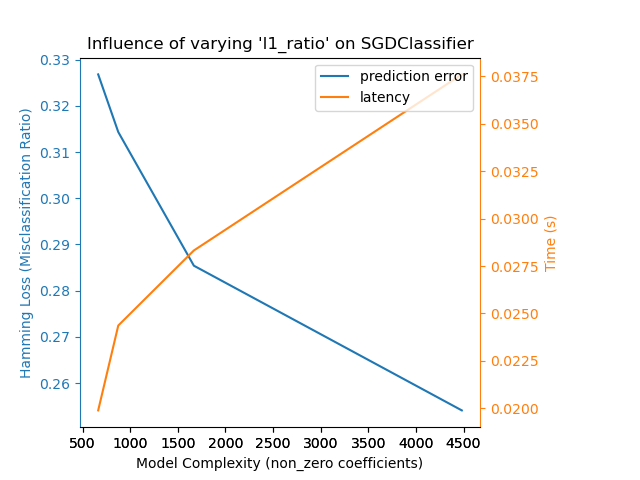 Influence of varying 'l1_ratio' on SGDClassifier
prediction error
latency
Hamming Loss (Misclassification Ratio)
0.33
0.32
0.31
0.30
0.29
0.28
0.27
0.26
0.0375
0.0350
0.0325
0.0300
0.0275
0.0250
0.0225
0.0200
Time (s)
500 1000 1500 2000 2500 3000 3500 4000 4500
Model Complexity (non_zero coefficients)